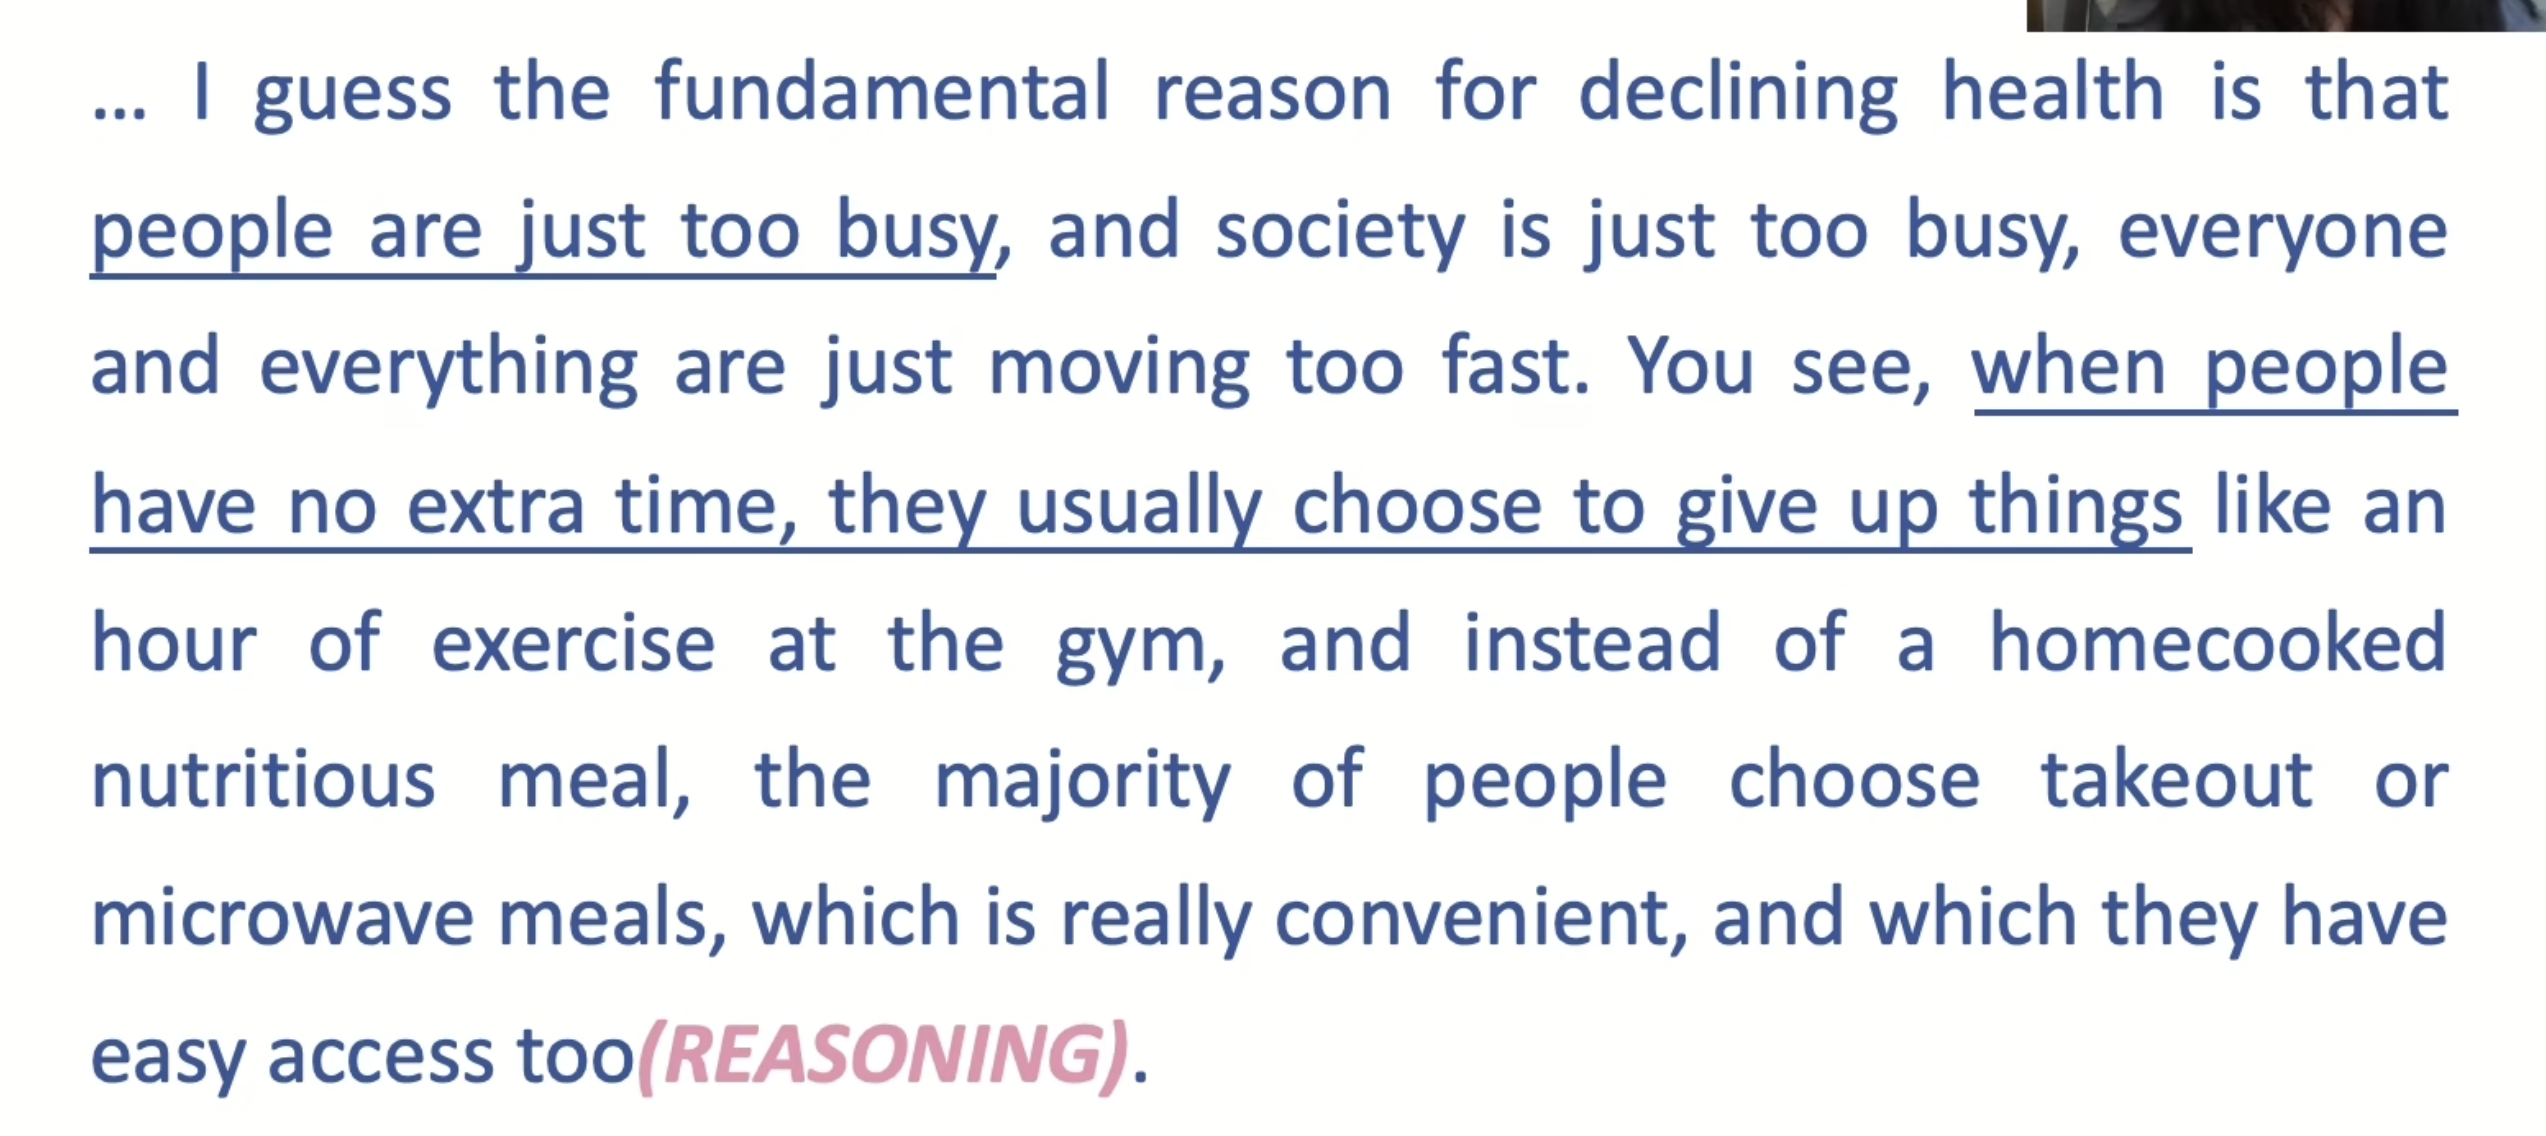 ... I guess the fundamental reason for declining health is that
people are just too busy, and society is just too busy, everyone
and everything are just moving too fast. You see, when people
have no extra time, they usually choose to give up things like an
hour of exercise at the gym, and instead of a homecooked
nutritious meal, the majority of people choose takeout or
microwave meals, which is really convenient, and which they have
easy access too(REASONING).